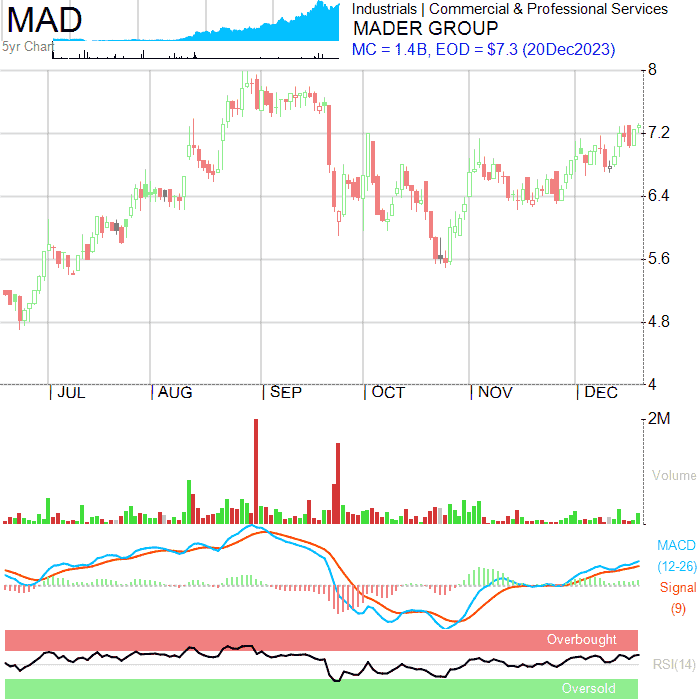 MAD
5yr Chart
Industrials | Commercial & Professional Services
MADER GROUP
MC = 1.4B, EOD = $7.3 (20Dec2023)
8
7.2
6.4
5.6
4.8
4
| JUL | AUG | SEP | OCT | NOV | DEC
2M
Volume
MACD
(12-26)
Signal
(9)
Overbought
RSI(14)
Oversold